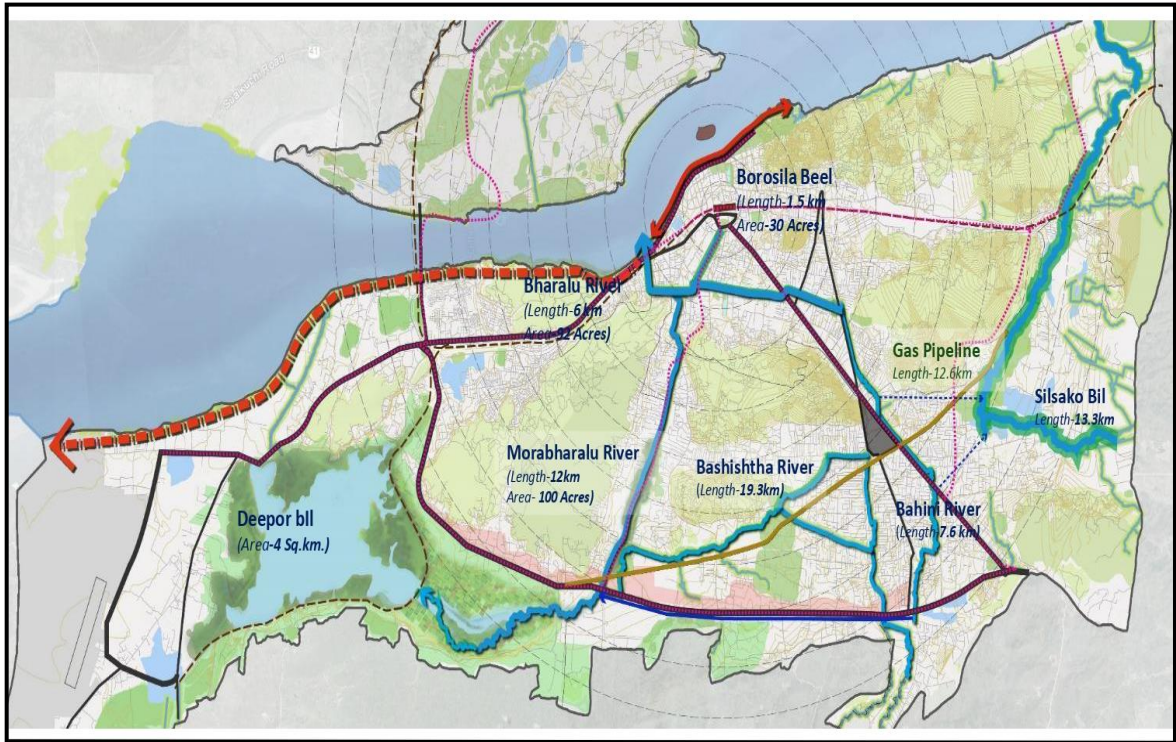 Borosila Beel
(Length-1.5 km
Area-30 Acres)
Bharalu River
(Length-6 km
Area-92 Acres)
Gas Pipeline
Length-12.6km
Silsako Bil
Length-13.3km
Morabharalu River
(Length-12km
Area- 100 Acres)
Bashishtha River
(Length-19.3km)
Bahini River
(Length-7.6 km)
Deepor bIl
(Area-4 Sq.km.)